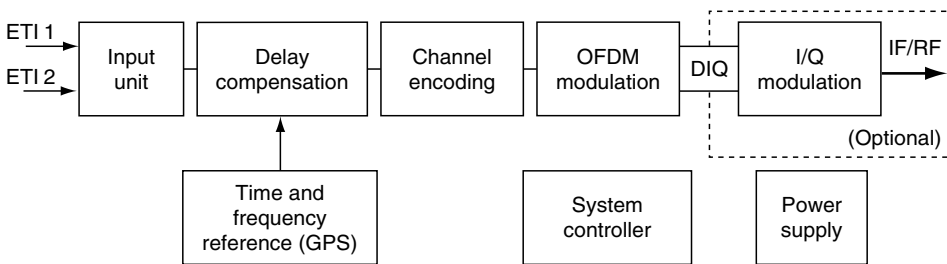 ETI 1
ETI 2
Input
unit
Delay
compensation
Channel
encoding
OFDM
modulation
DIQ
I/Q
modulation
IF/RF
(Optional)
Time and
frequency
reference (GPS)
System
controller
Power
supply